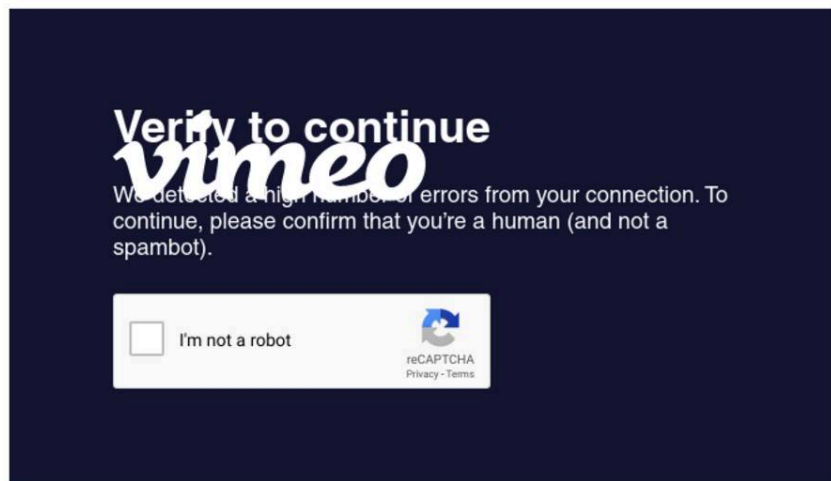 Verify to continue
vimeo
We detected a high number of errors from your connection. To
continue, please confirm that you're a human (and not a
spambot).
I'm not a robot
reCAPTCHA
Privacy - Terms